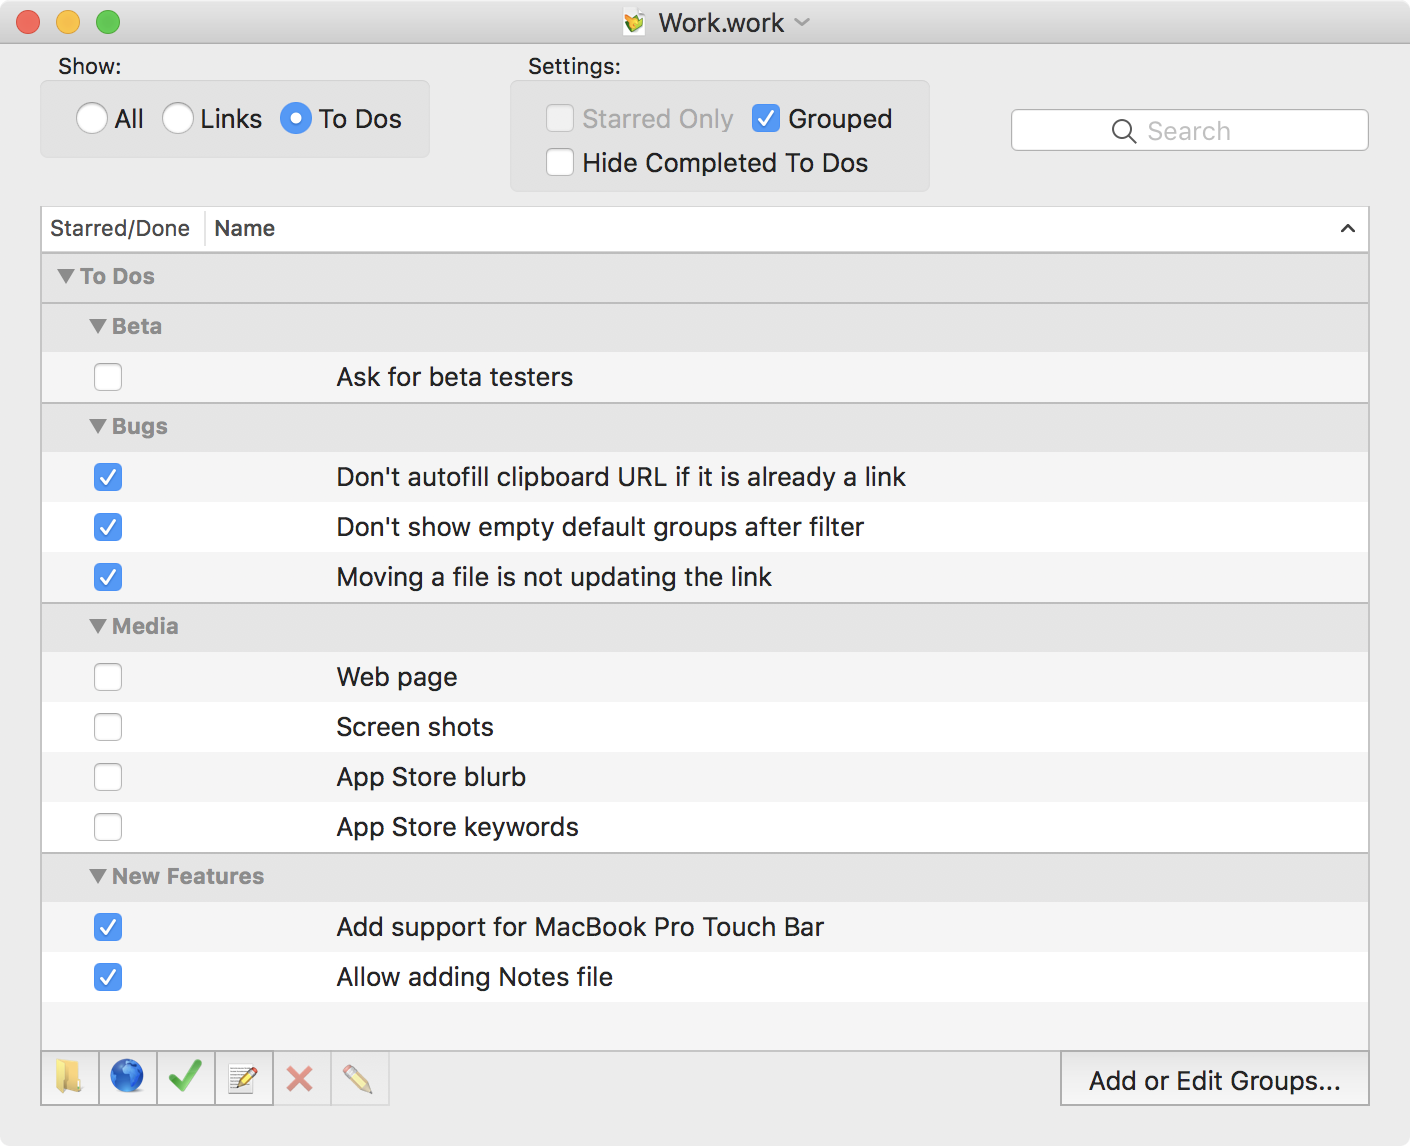 Work.work
Show:
Settings:
All Links To Dos
Starred Only Grouped
Hide Completed To Dos
Search
Starred/Done Name
To Dos
Beta
Ask for beta testers
Bugs
Don't autofill clipboard URL if it is already a link
Don't show empty default groups after filter
Moving a file is not updating the link
Media
Web page
Screen shots
App Store blurb
App Store keywords
New Features
Add support for MacBook Pro Touch Bar
Allow adding Notes file
Add or Edit Groups...